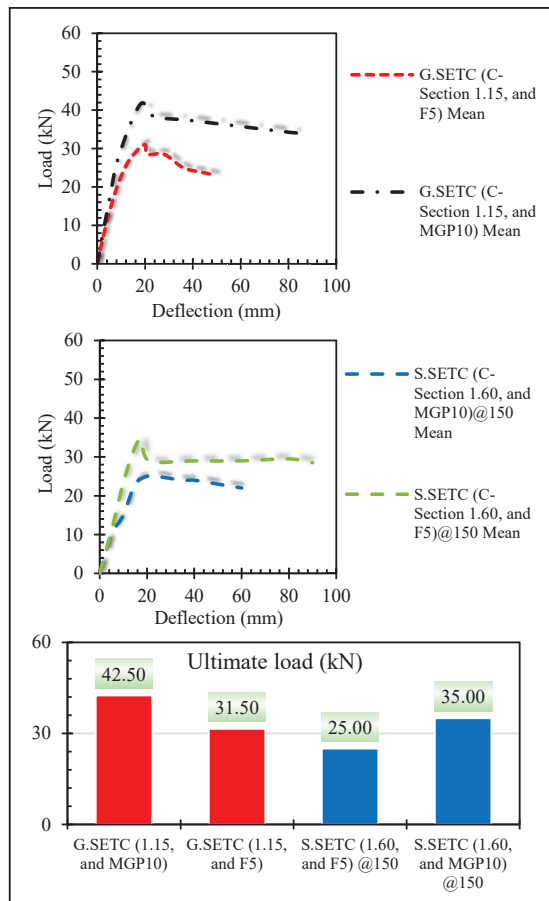 60
50
40
30
20
10
0
Load (kN)
0 20 40 60 80 100
Deflection (mm)
G.SETC (C-
Section 1.15, and
F5) Mean
G.SETC (C-
Section 1.15, and
MGP10) Mean
60
50
40
30
20
10
0
Load (kN)
0 20 40 60 80 100
Deflection (mm)
S.SETC (C-
Section 1.60, and
MGP10)@150
Mean
S.SETC (C-
Section 1.60, and
F5)@150 Mean
Ultimate load (kN)
60
30
0
42.50
31.50
25.00
35.00
G.SETC (1.15,
and MGP10)
G.SETC (1.15,
and F5)
S.SETC (1.60,
and F5) @150
S.SETC (1.60,
and MGP10)
@150